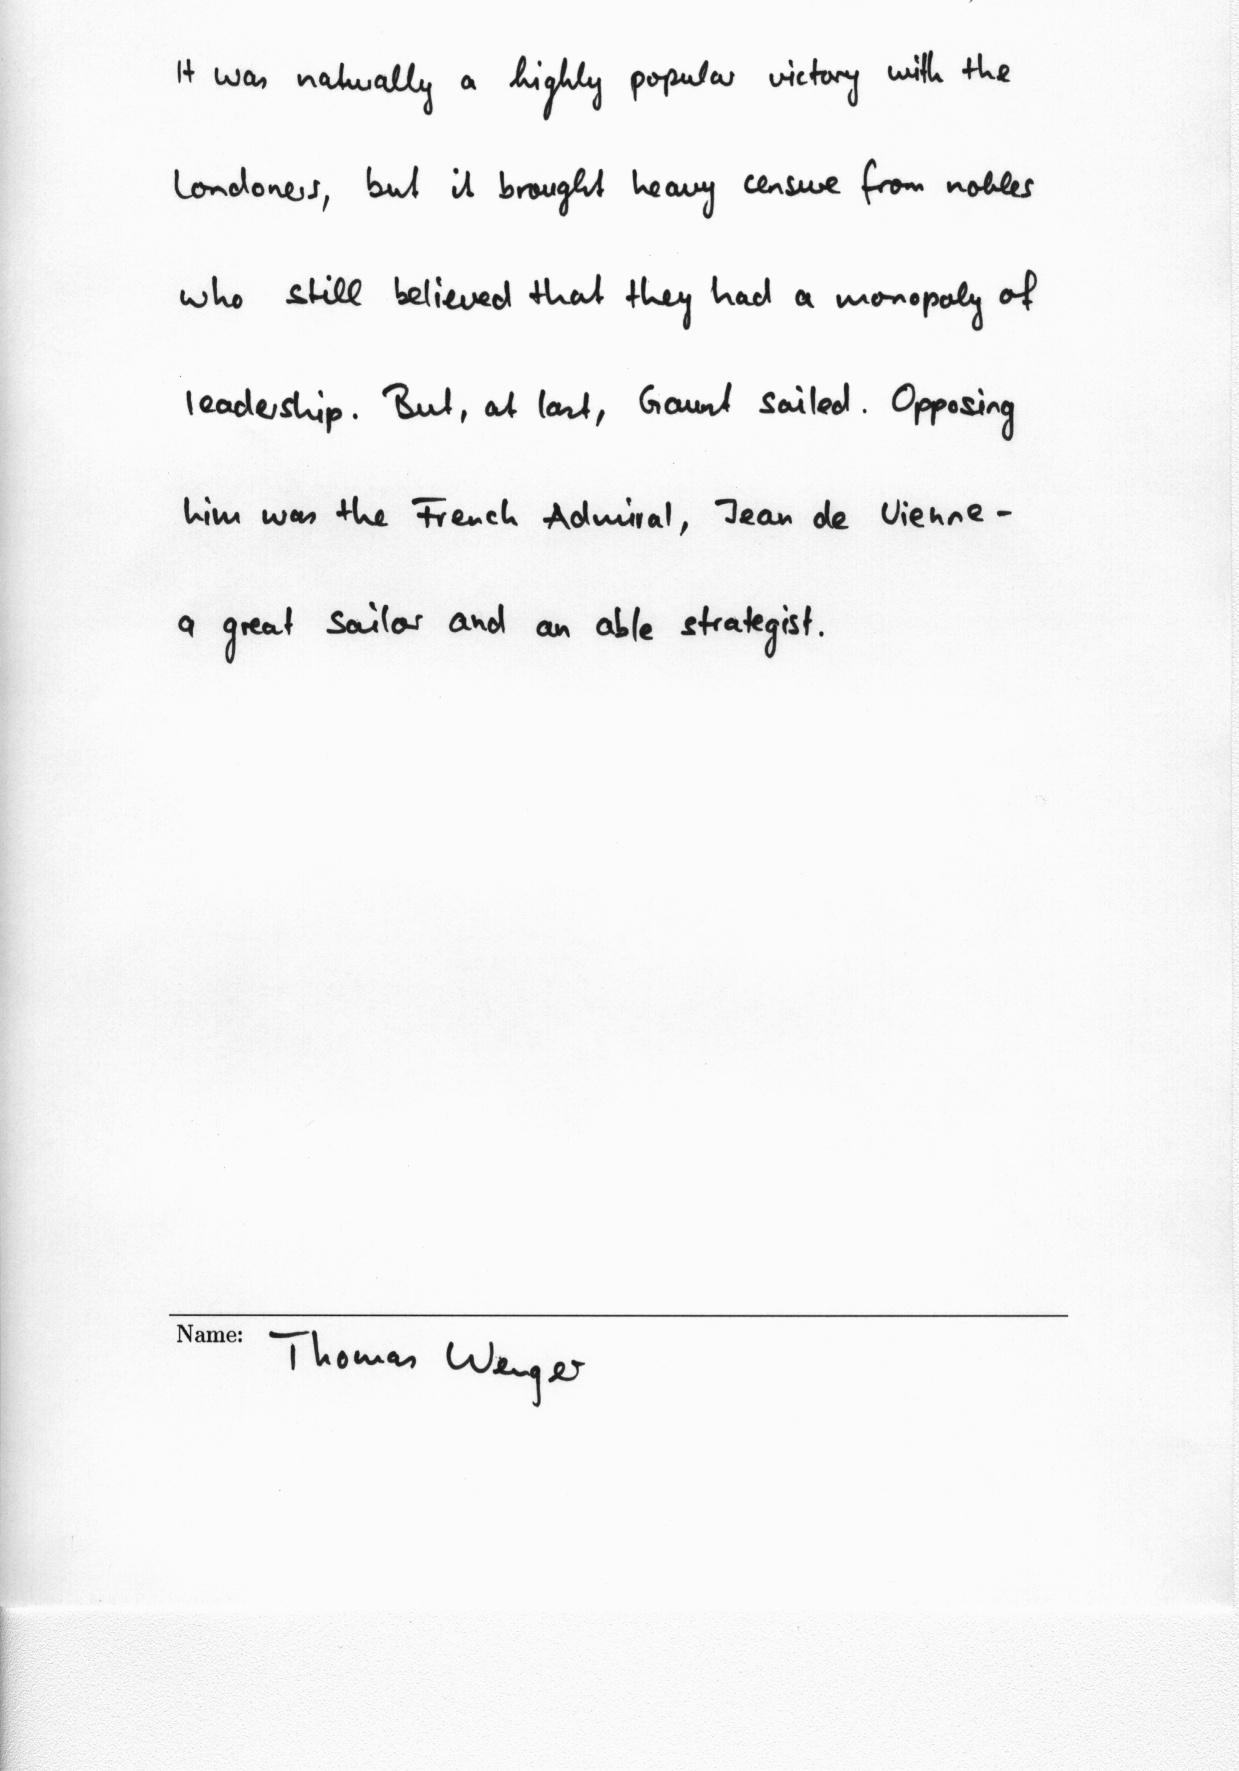 It was naturally a highly popular victory with the
Londoners, but it brought heavy censure from nobles
who still believed that they had a monopoly of
leadership. But, at last, Gaunt sailed. Opposing
him was the French Admiral, Jean de Vienne -
a great sailor and an able strategist.
Name: Thomas Wenger